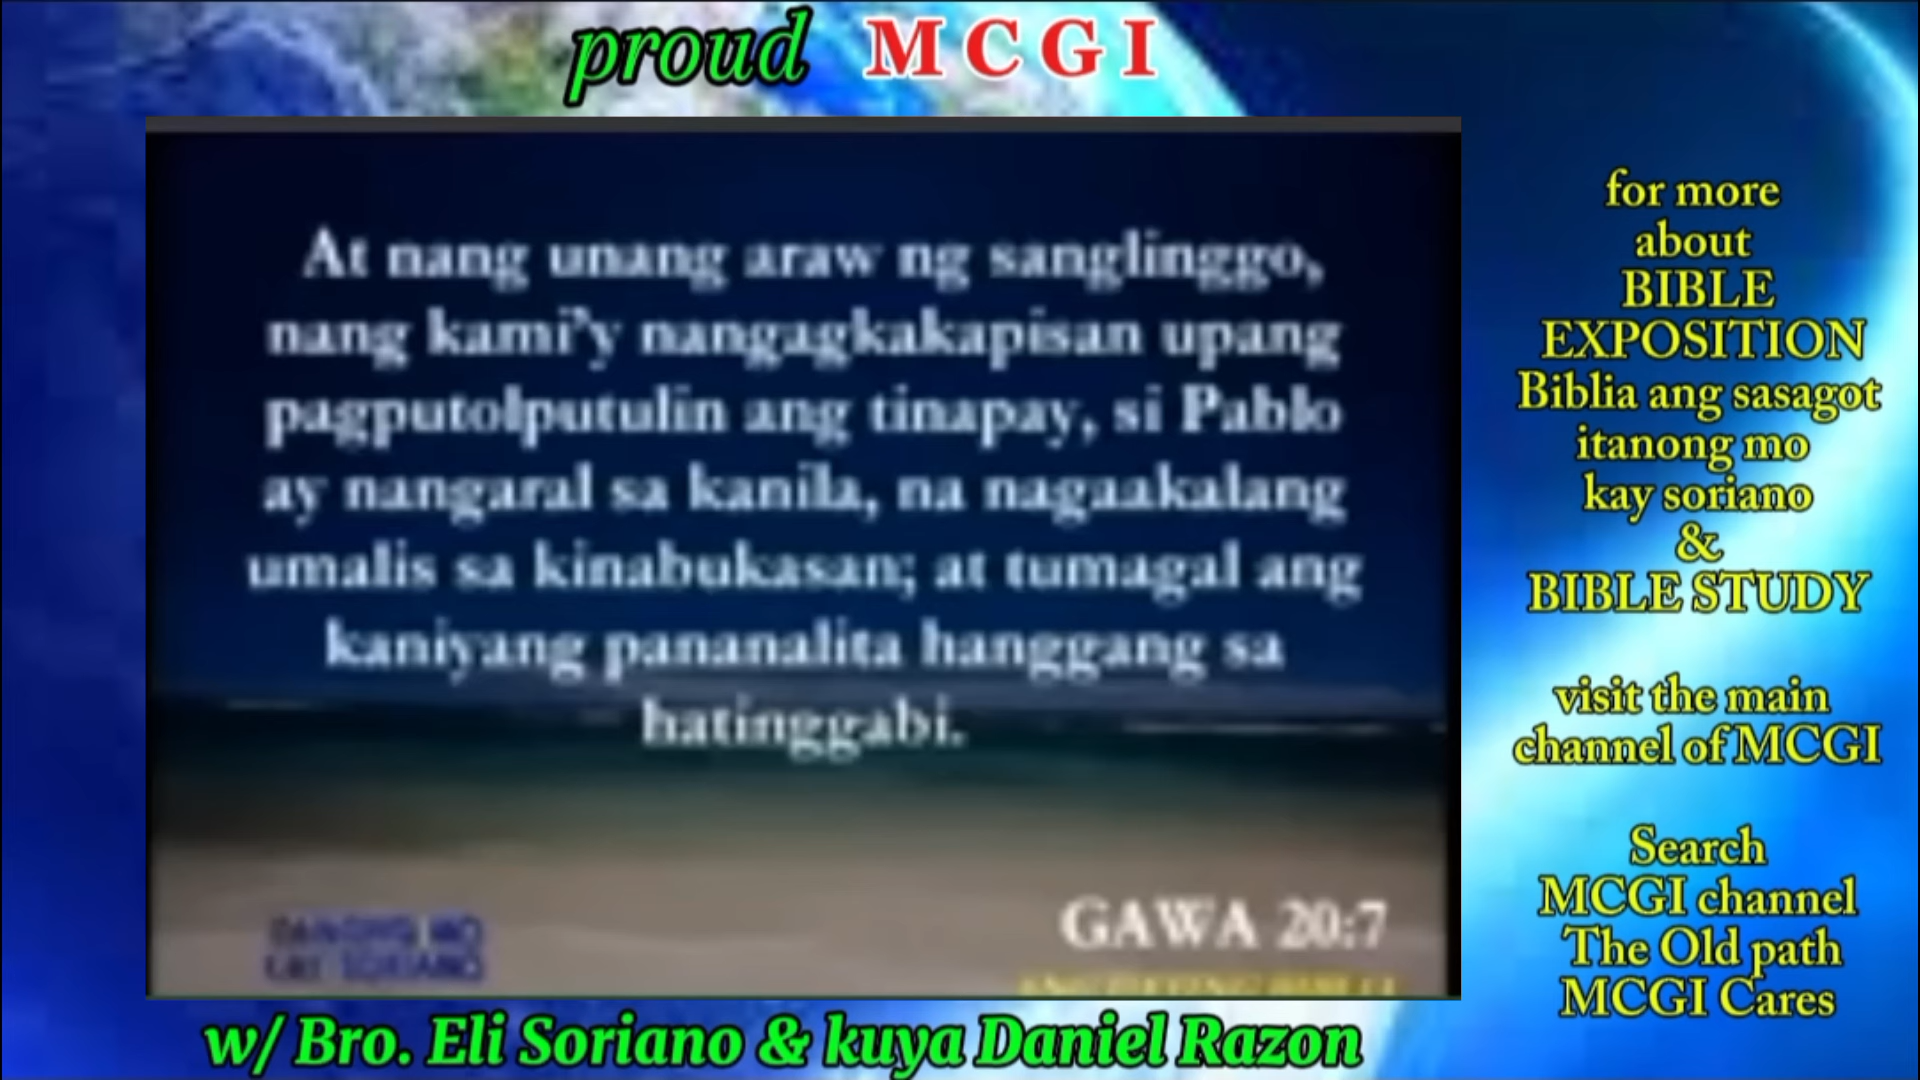 proud MCGI
At nang unang araw ng sanglinggo,
nang kami'y nangagkakapisan upang
pagputolputulin ang tinapay, si Pablo
ay nangaral sa kanila, na nagaakalang
umalis sa kinabukasan; at tumagal ang
kaniyang pananalita hanggang sa
hatinggabi.
GAWA 20:7
w/ Bro. Eli Soriano & kuya Daniel Razon
for more
about
BIBLE
EXPOSITION
Biblia ang sasagot
itanong mo
kay soriano
&
BIBLE STUDY
visit the main
channel of MCGI
Search
MCGI channel
The Old path
MCGI Cares